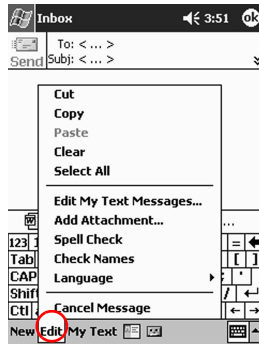 Inbox 3:51 ok
To: < ... >
Send Subj: < ... >
Cut
Copy
Paste
Clear
Select All
Edit My Text Messages...
Add Attachment...
Spell Check
Check Names
Language
Cancel Message
...
123 1 =
Tab [ ]
CAP ; '
Shift /
Ctl
New Edit My Text